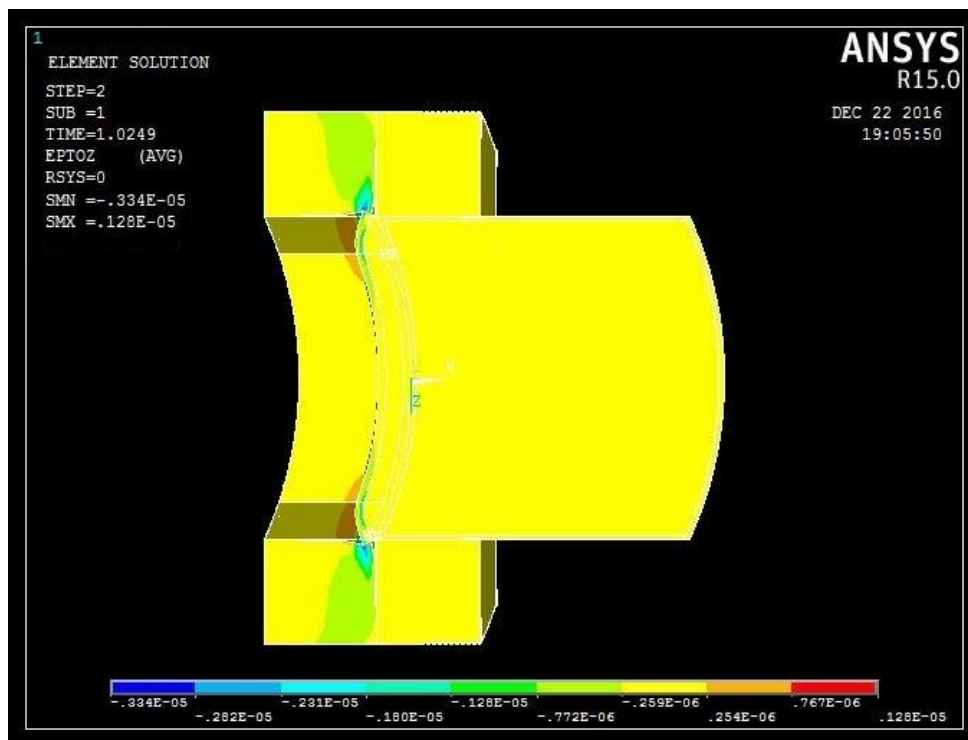 1
ELEMENT SOLUTION
STEP=2
SUB =1
TIME=1.0249
EPTOZ (AVG)
RSYS=0
SMN =-.334E-05
SMX =.128E-05
ANSYS
R15.0
DEC 22 2016
19:05:50
X
Z
-.334E-05 -.231E-05 -.128E-05 -.259E-06 .767E-06
-.282E-05 -.180E-05 -.772E-06 .254E-06 .128E-05